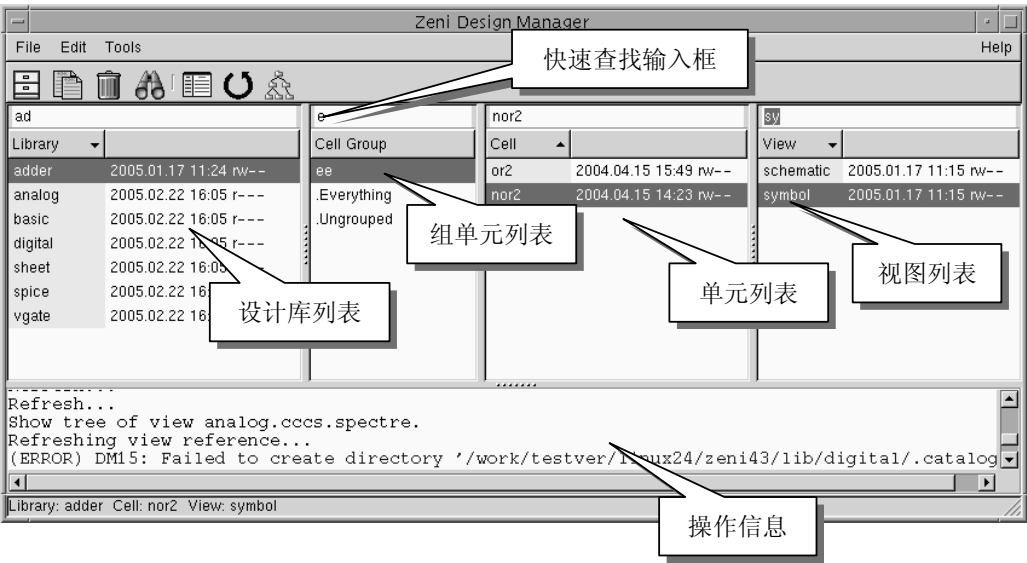 Zeni Design Manager
File Edit Tools Help
快速查找输入框
ad e nor2 sy
Library Cell Group Cell View
adder 2005.01.17 11:24 rw-- ee or2 2004.04.15 15:49 rw-- schematic 2005.01.17 11:15 rw--
analog 2005.02.22 16:05 r--- .Everything nor2 2004.04.15 14:23 rw-- symbol 2005.01.17 11:15 rw--
basic 2005.02.22 16:05 r--- .Ungrouped
digital 2005.02.22 16:05 r---
sheet 2005.02.22 16:05 r---
spice 2005.02.22 16:
vgate 2005.02.22 16:
组单元列表
设计库列表
单元列表
视图列表
Refresh...
Show tree of view analog.cccs.spectre.
Refreshing view reference...
(ERROR) DM15: Failed to create directory '/work/testver/linux24/zeni43/lib/digital/.catalog
Library: adder Cell: nor2 View: symbol
操作信息